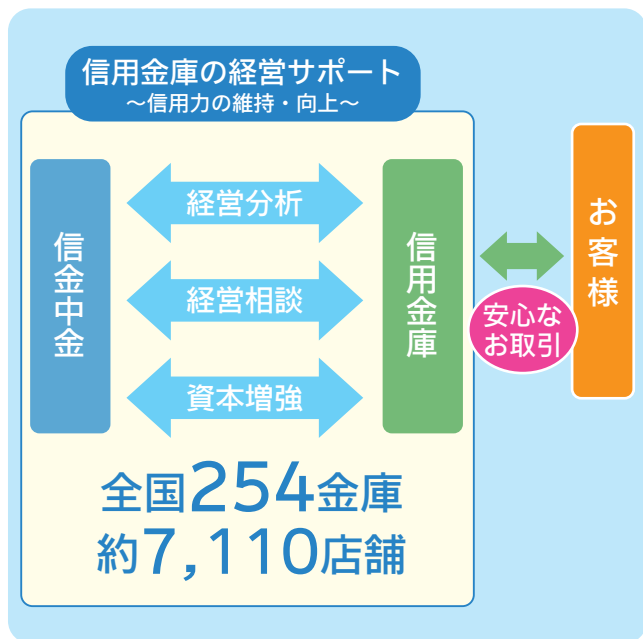 信用金庫の経営サポート
～信用力の維持・向上～
信金中金
経営分析
経営相談
資本増強
信用金庫
安心な
お取引
お客様
全国254金庫
約7,110店舗